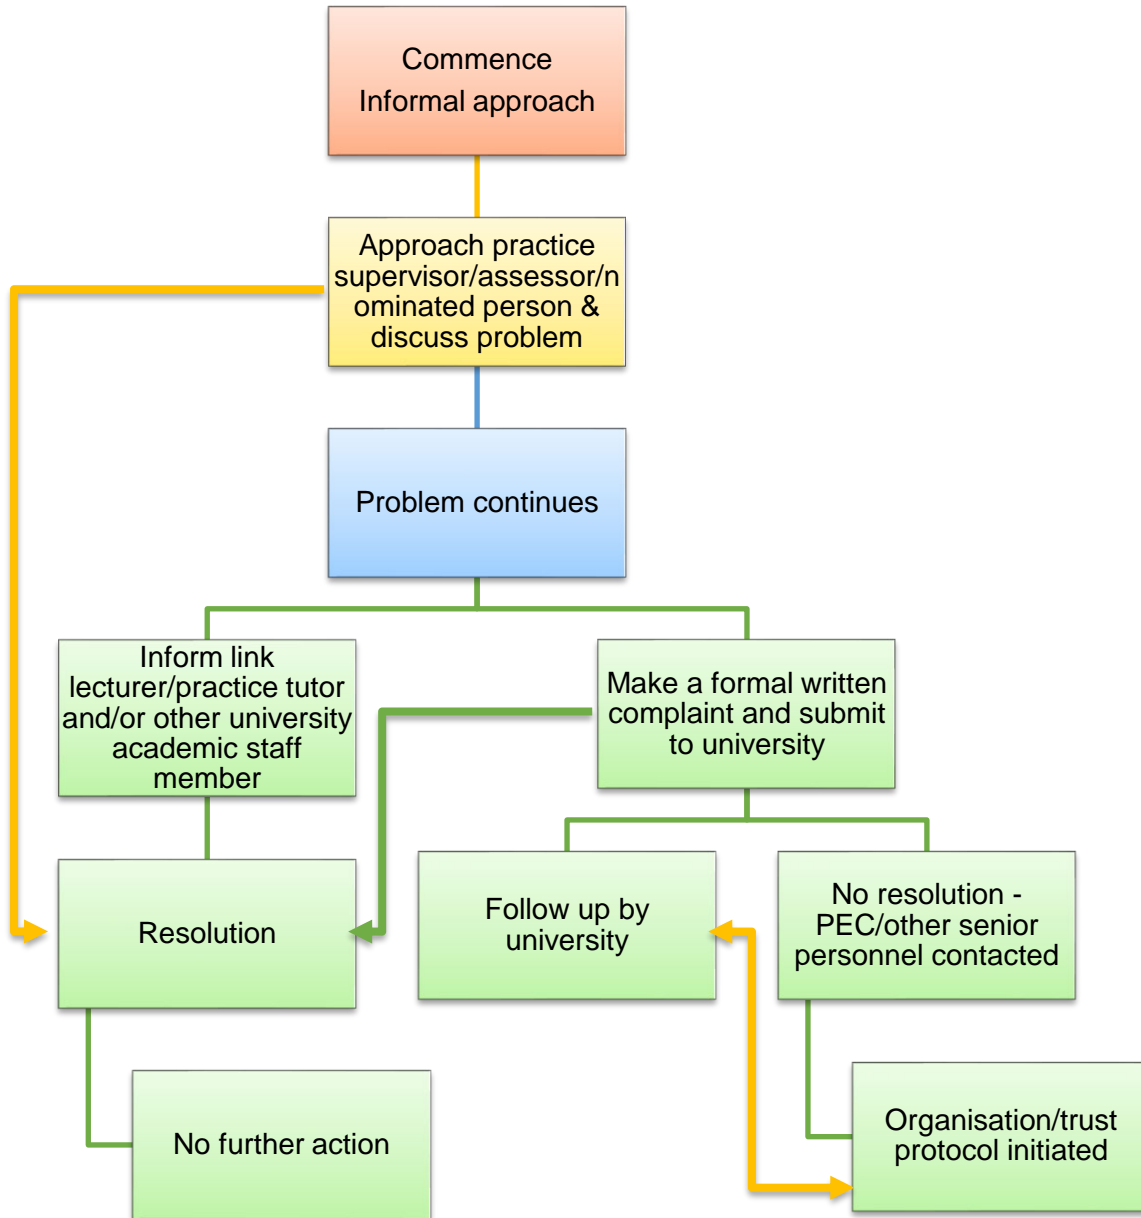 Commence
Informal approach
Approach practice
supervisor/assessor/n
ominated person &
discuss problem
Problem continues
Inform link
lecturer/practice tutor
and/or other university
academic staff
member
Make a formal written
complaint and submit
to university
Resolution
Follow up by
university
No resolution -
PEC/other senior
personnel contacted
No further action
Organisation/trust
protocol initiated